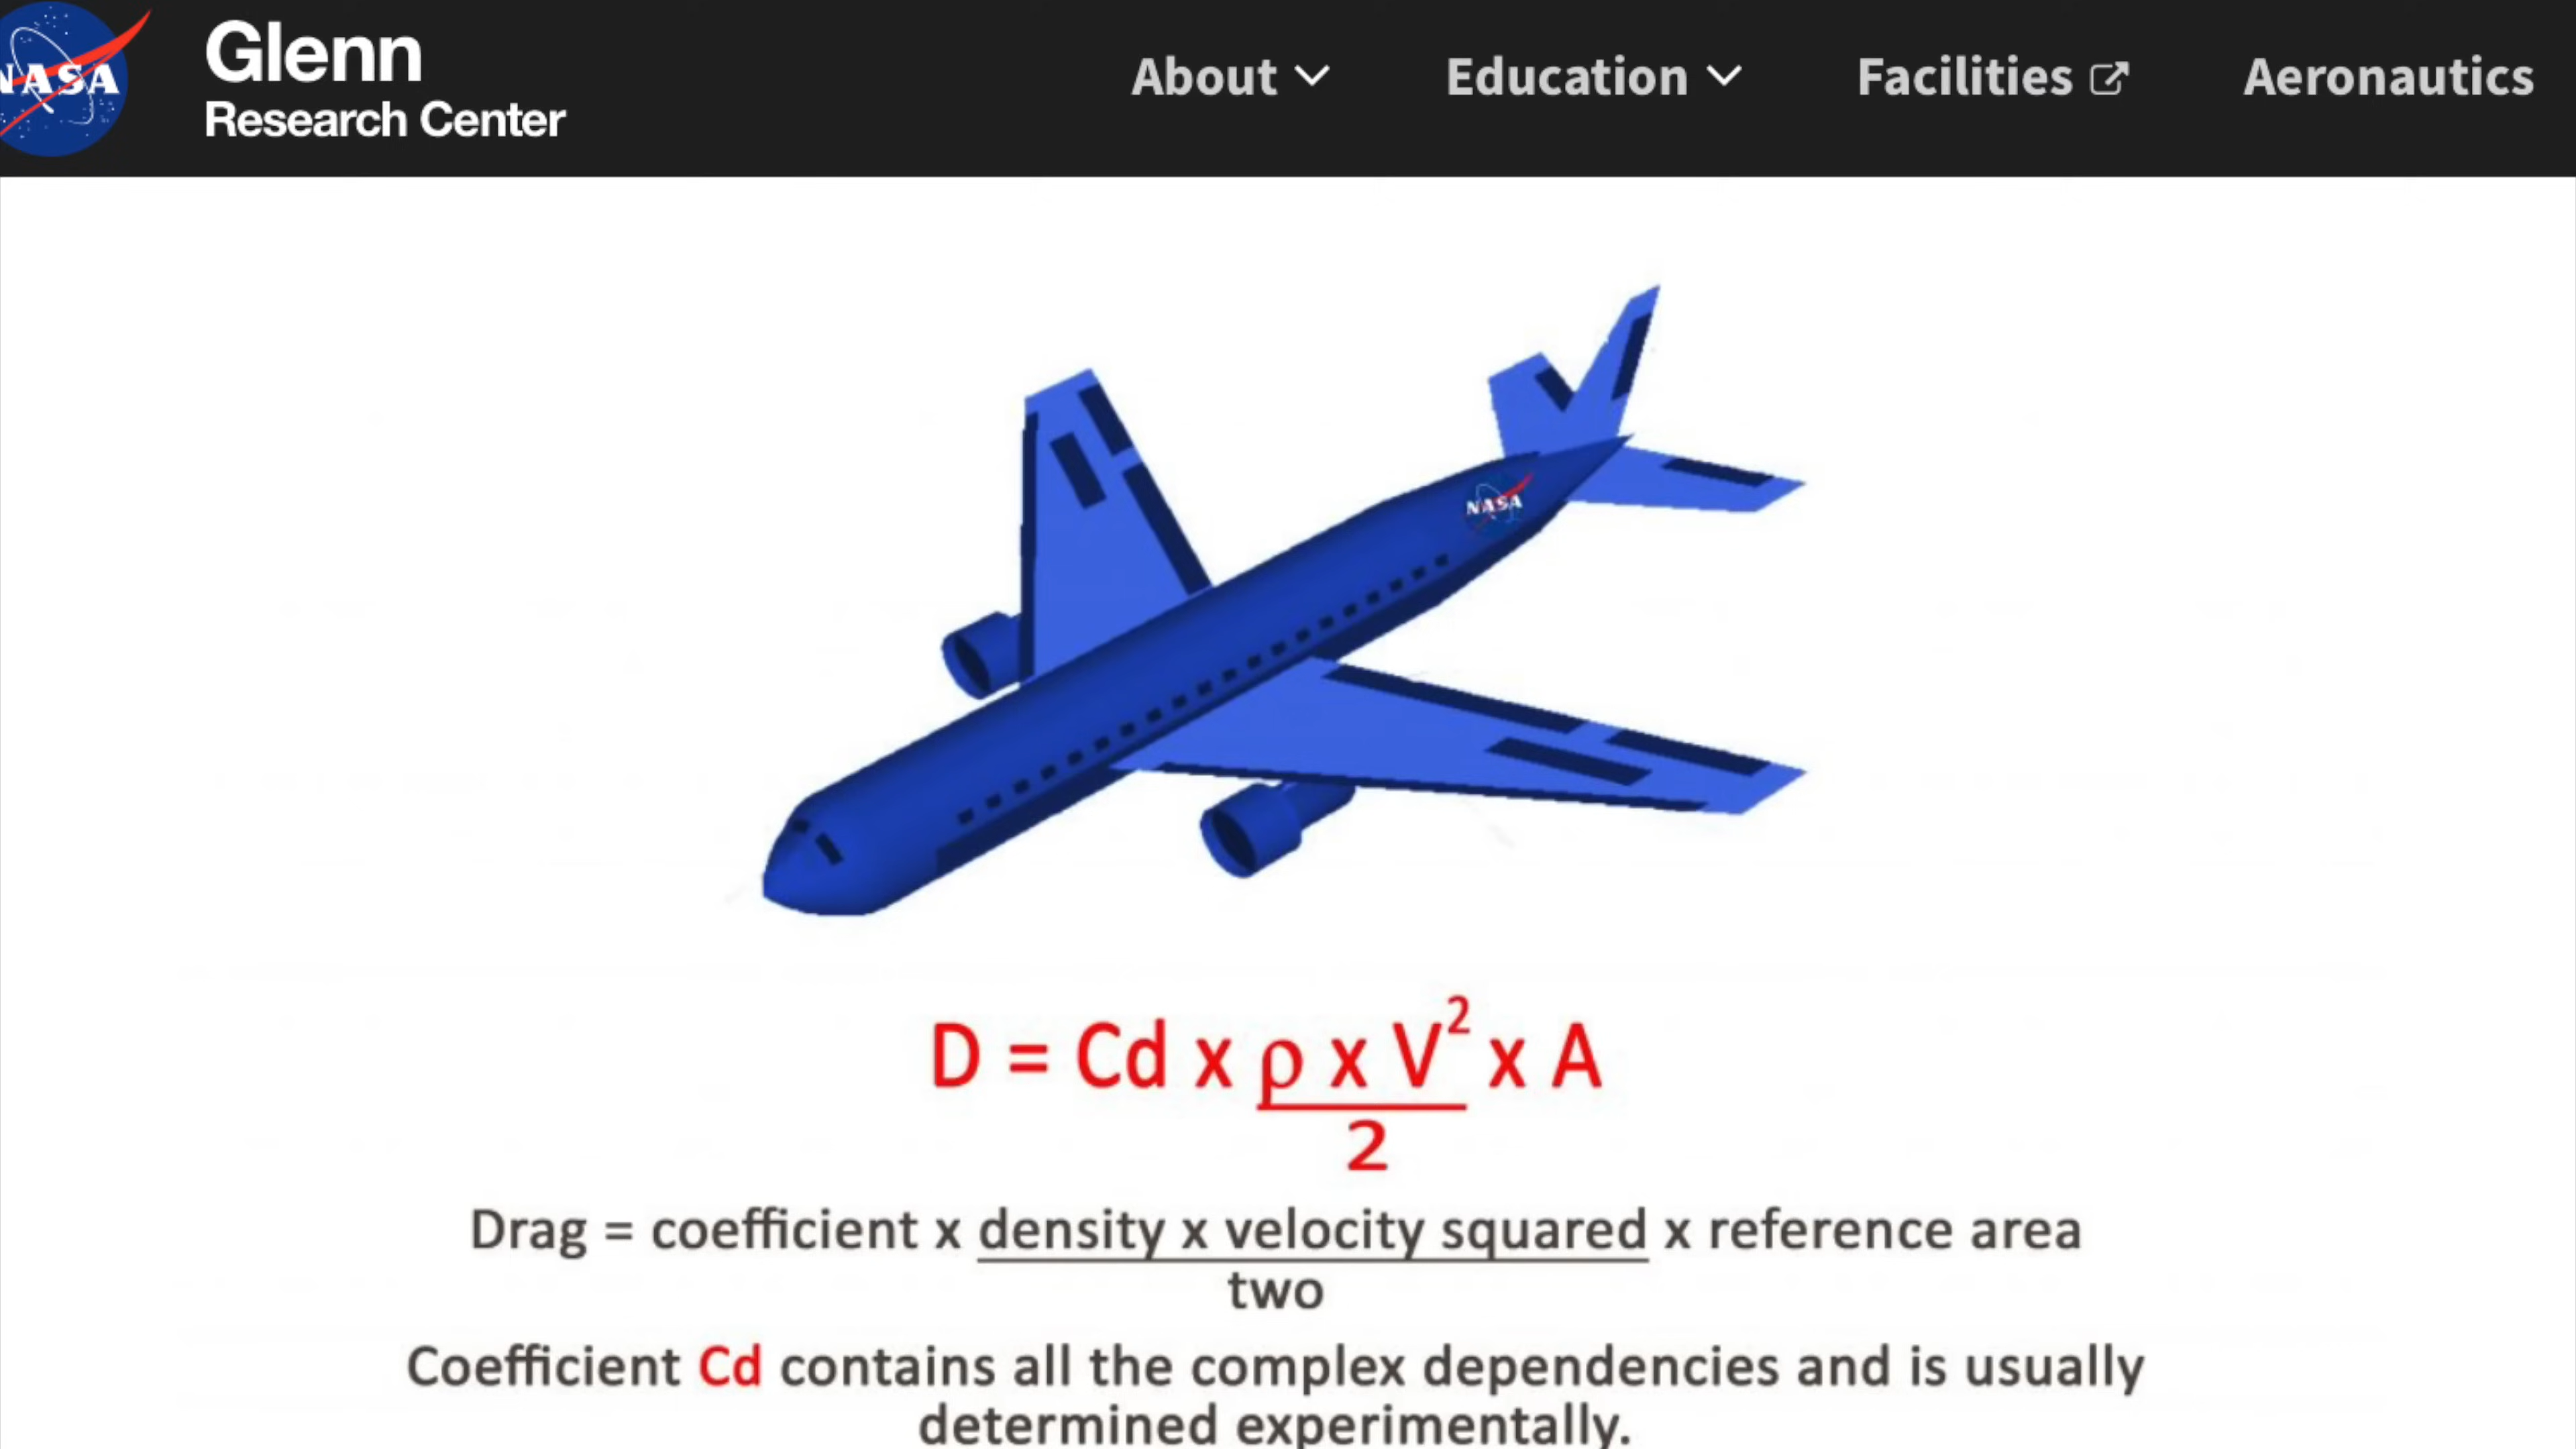 NASA
Glenn
Research Center
About
Education
Facilities
Aeronautics
NASA
D = Cd x ρ x V² x A
2
Drag = coefficient x density x velocity squared x reference area
two
Coefficient Cd contains all the complex dependencies and is usually
determined experimentally.